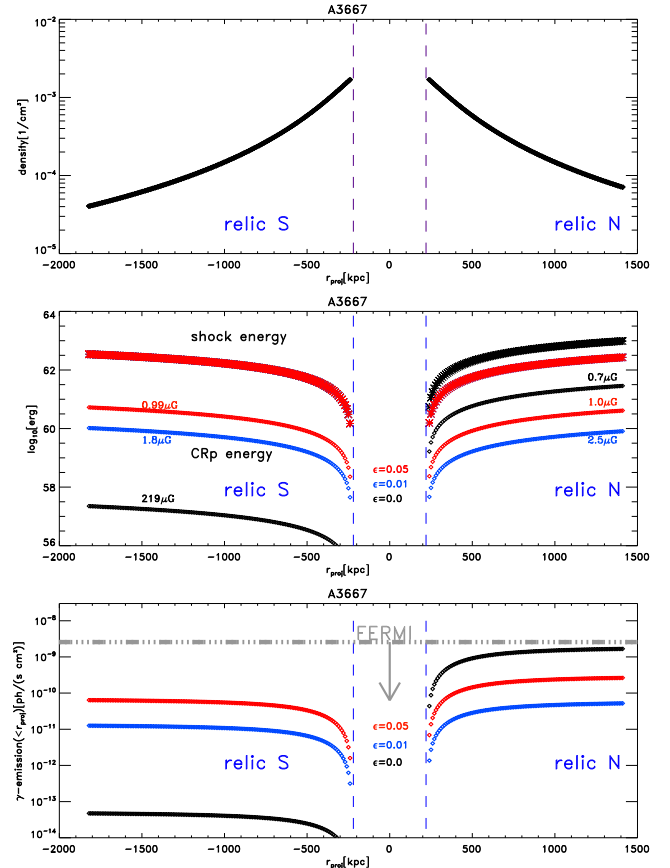 A3667
density[1/cm³]
10⁻²
10⁻³
10⁻⁴
10⁻⁵
relic S
relic N
−2000 −1500 −1000 −500 0 500 1000 1500
r_proj[kpc]
A3667
log₁₀[erg]
64
62
60
58
56
shock energy
0.7μG
0.99μG
1.0μG
1.8μG
2.5μG
CRp energy
ϵ=0.05
ϵ=0.01
ϵ=0.0
relic S
relic N
219μG
−2000 −1500 −1000 −500 0 500 1000 1500
r_proj[kpc]
A3667
γ−emission(<r_proj)[ph/(s cm²)]
10⁻⁸
10⁻⁹
10⁻¹⁰
10⁻¹¹
10⁻¹²
10⁻¹³
10⁻¹⁴
FERMI
ϵ=0.05
ϵ=0.01
ϵ=0.0
relic S
relic N
−2000 −1500 −1000 −500 0 500 1000 1500
r_proj[kpc]